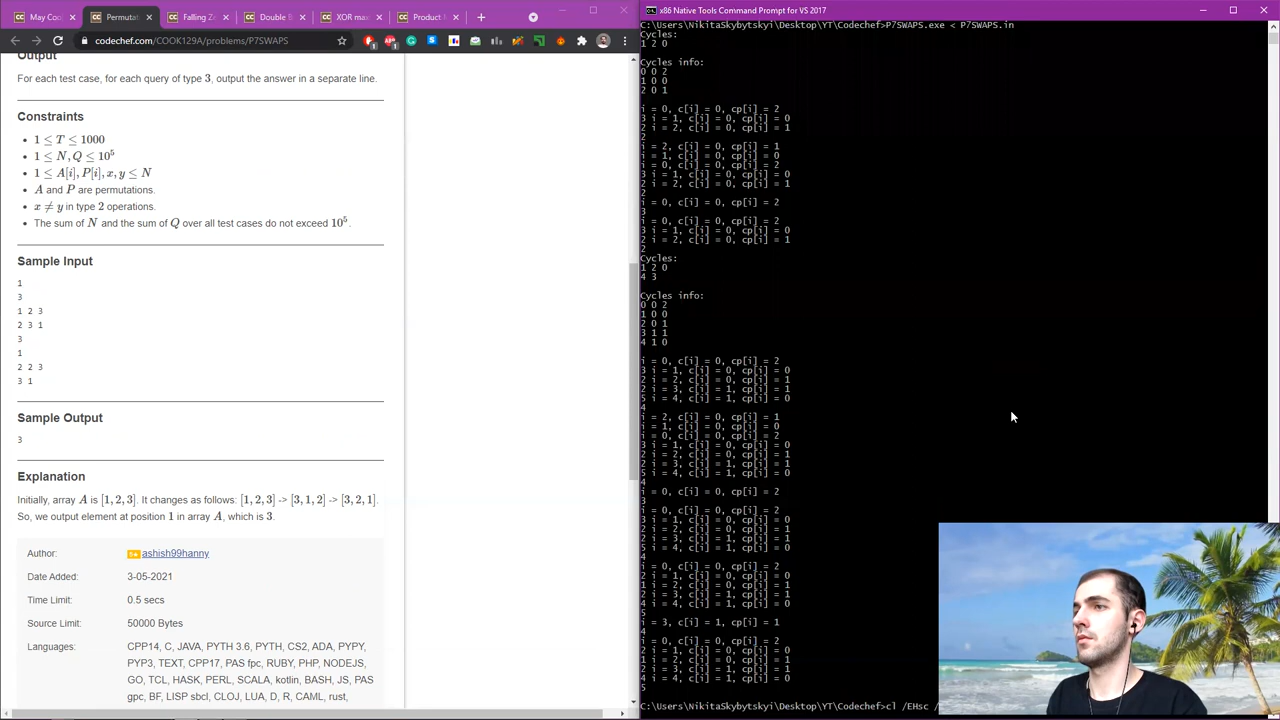 May Coo
Permutat
Falling Ze
Double B
XOR mag
Product X
codechef.com/COOK129A/problems/P7SWAPS
Output
For each test case, for each query of type 3, output the answer in a separate line.
Constraints
1 ≤ T ≤ 1000
1 ≤ N, Q ≤ 10^5
1 ≤ A[i], P[i], x, y ≤ N
A and P are permutations.
x ≠ y in type 2 operations.
The sum of N and the sum of Q over all test cases do not exceed 10^5.
Sample Input
1
3
1 2 3
2 3 1
3
1
2 2 3
3 1
Sample Output
3
Explanation
Initially, array A is [1, 2, 3]. It changes as follows: [1, 2, 3] -> [3, 1, 2] -> [3, 2, 1].
So, we output element at position 1 in array A, which is 3.
Author: ashish99hanny
Date Added: 3-05-2021
Time Limit: 0.5 secs
Source Limit: 50000 Bytes
Languages: CPP14, C, JAVA, PYTH 3.6, PYTH, CS2, ADA, PYPY,
PYP3, TEXT, CPP17, PAS fpc, RUBY, PHP, NODEJS,
GO, TCL, HASK, PERL, SCALA, kotlin, BASH, JS, PAS
gpc, BF, LISP sbcl, CLOJ, LUA, D, R, CAML, rust,
x86 Native Tools Command Prompt for VS 2017
C:\Users\NikitaSkybytskyi\Desktop\YT\Codechef>P7SWAPS.exe < P7SWAPS.in
Cycles:
1 2 0
Cycles info:
0 0 2
1 0 0
2 0 1
i = 0, c[i] = 0, cp[i] = 2
3 i = 1, c[i] = 0, cp[i] = 0
2 i = 2, c[i] = 0, cp[i] = 1
2
i = 2, c[i] = 0, cp[i] = 1
i = 1, c[i] = 0, cp[i] = 0
i = 0, c[i] = 0, cp[i] = 2
3 i = 1, c[i] = 0, cp[i] = 0
2 i = 2, c[i] = 0, cp[i] = 1
2
i = 0, c[i] = 0, cp[i] = 2
3
i = 0, c[i] = 0, cp[i] = 2
3 i = 1, c[i] = 0, cp[i] = 0
2 i = 2, c[i] = 0, cp[i] = 1
2
Cycles:
1 2 0
4 3
Cycles info:
0 0 2
1 0 0
2 0 1
3 1 1
4 1 0
i = 0, c[i] = 0, cp[i] = 2
3 i = 1, c[i] = 0, cp[i] = 0
2 i = 2, c[i] = 0, cp[i] = 1
2 i = 3, c[i] = 1, cp[i] = 1
5 i = 4, c[i] = 1, cp[i] = 0
4
i = 2, c[i] = 0, cp[i] = 1
i = 1, c[i] = 0, cp[i] = 0
i = 0, c[i] = 0, cp[i] = 2
3 i = 1, c[i] = 0, cp[i] = 0
2 i = 2, c[i] = 0, cp[i] = 1
2 i = 3, c[i] = 1, cp[i] = 1
5 i = 4, c[i] = 1, cp[i] = 0
4
i = 0, c[i] = 0, cp[i] = 2
3
i = 0, c[i] = 0, cp[i] = 2
3 i = 1, c[i] = 0, cp[i] = 0
2 i = 2, c[i] = 0, cp[i] = 1
2 i = 3, c[i] = 1, cp[i] = 1
5 i = 4, c[i] = 1, cp[i] = 0
4
i = 0, c[i] = 0, cp[i] = 2
2 i = 1, c[i] = 0, cp[i] = 0
1 i = 2, c[i] = 0, cp[i] = 1
2 i = 3, c[i] = 1, cp[i] = 1
4 i = 4, c[i] = 1, cp[i] = 0
5
i = 3, c[i] = 1, cp[i] = 1
4
i = 0, c[i] = 0, cp[i] = 2
2 i = 1, c[i] = 0, cp[i] = 0
1 i = 2, c[i] = 0, cp[i] = 1
2 i = 3, c[i] = 1, cp[i] = 1
4 i = 4, c[i] = 1, cp[i] = 0
5
C:\Users\NikitaSkybytskyi\Desktop\YT\Codechef>cl /EHsc /